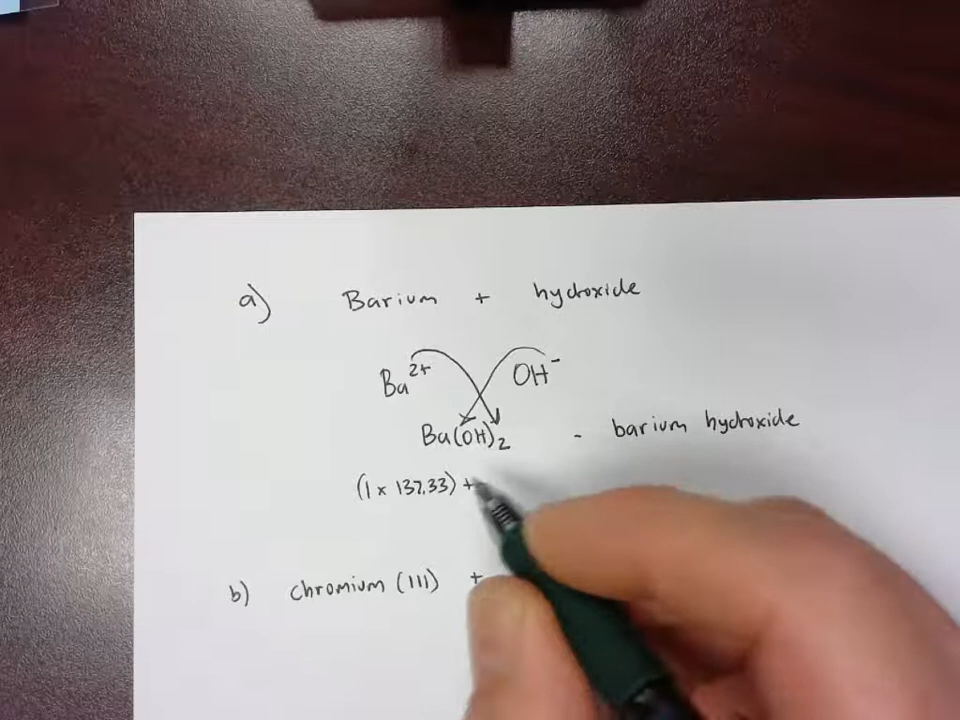 a) Barium + hydroxide
Ba²⁺ OH⁻
Ba(OH)₂ - barium hydroxide
(1 x 137.33) +
b) chromium (III) +